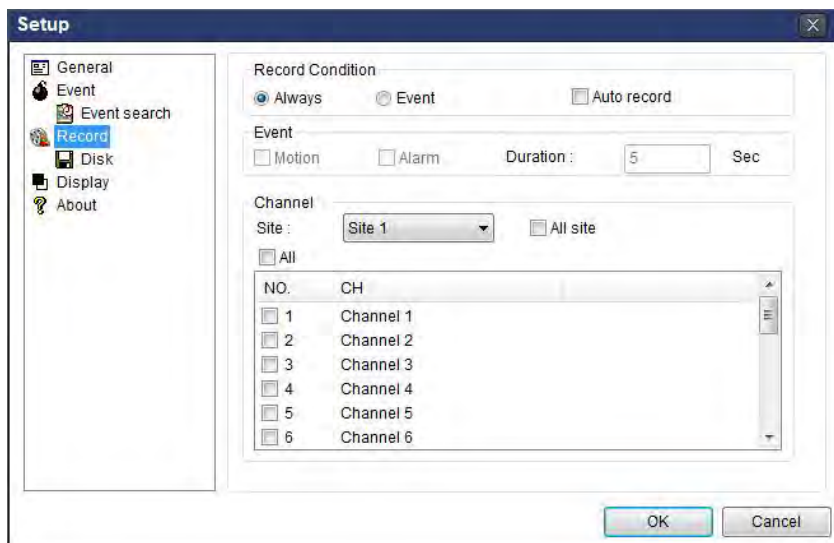 Setup
General
Event
Event search
Record
Disk
Display
About
Record Condition
Always Event Auto record
Event
Motion Alarm Duration : 5 Sec
Channel
Site : Site 1 All site
All
NO. CH
1 Channel 1
2 Channel 2
3 Channel 3
4 Channel 4
5 Channel 5
6 Channel 6
OK Cancel